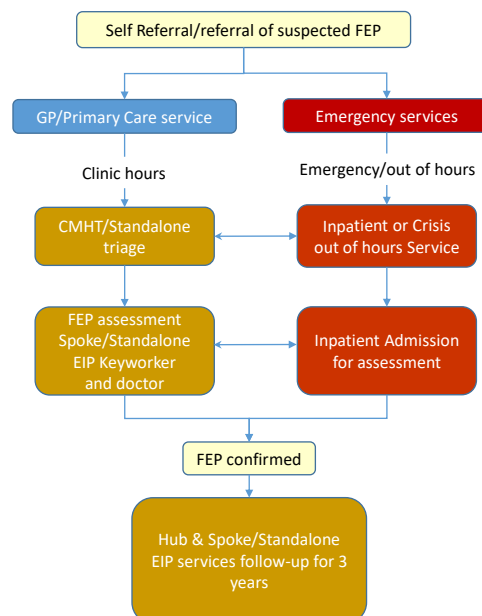 Self Referral/referral of suspected FEP
GP/Primary Care service
Emergency services
Clinic hours
Emergency/out of hours
CMHT/Standalone
triage
Inpatient or Crisis
out of hours Service
FEP assessment
Spoke/Standalone
EIP Keyworker
and doctor
Inpatient Admission
for assessment
FEP confirmed
Hub & Spoke/Standalone
EIP services follow-up for 3
years